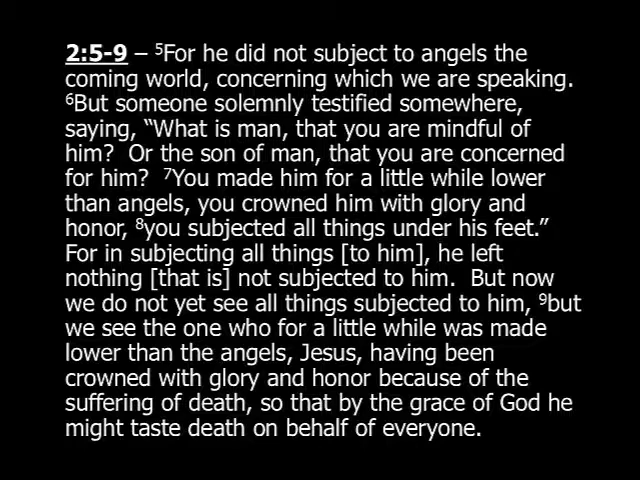 2:5-9 – ⁵For he did not subject to angels the
coming world, concerning which we are speaking.
⁶But someone solemnly testified somewhere,
saying, “What is man, that you are mindful of
him?  Or the son of man, that you are concerned
for him?  ⁷You made him for a little while lower
than angels, you crowned him with glory and
honor, ⁸you subjected all things under his feet.”
For in subjecting all things [to him], he left
nothing [that is] not subjected to him.  But now
we do not yet see all things subjected to him, ⁹but
we see the one who for a little while was made
lower than the angels, Jesus, having been
crowned with glory and honor because of the
suffering of death, so that by the grace of God he
might taste death on behalf of everyone.